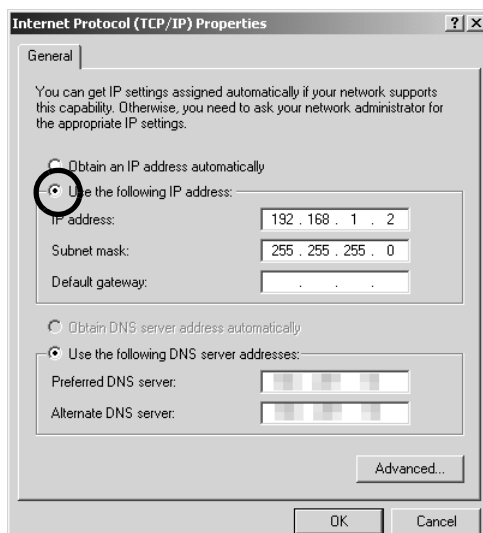 Internet Protocol (TCP/IP) Properties
General
You can get IP settings assigned automatically if your network supports
this capability. Otherwise, you need to ask your network administrator for
the appropriate IP settings.
Obtain an IP address automatically
Use the following IP address:
IP address: 192 . 168 . 1 . 2
Subnet mask: 255 . 255 . 255 . 0
Default gateway: . . .
Obtain DNS server address automatically
Use the following DNS server addresses:
Preferred DNS server:
Alternate DNS server:
Advanced...
OK Cancel